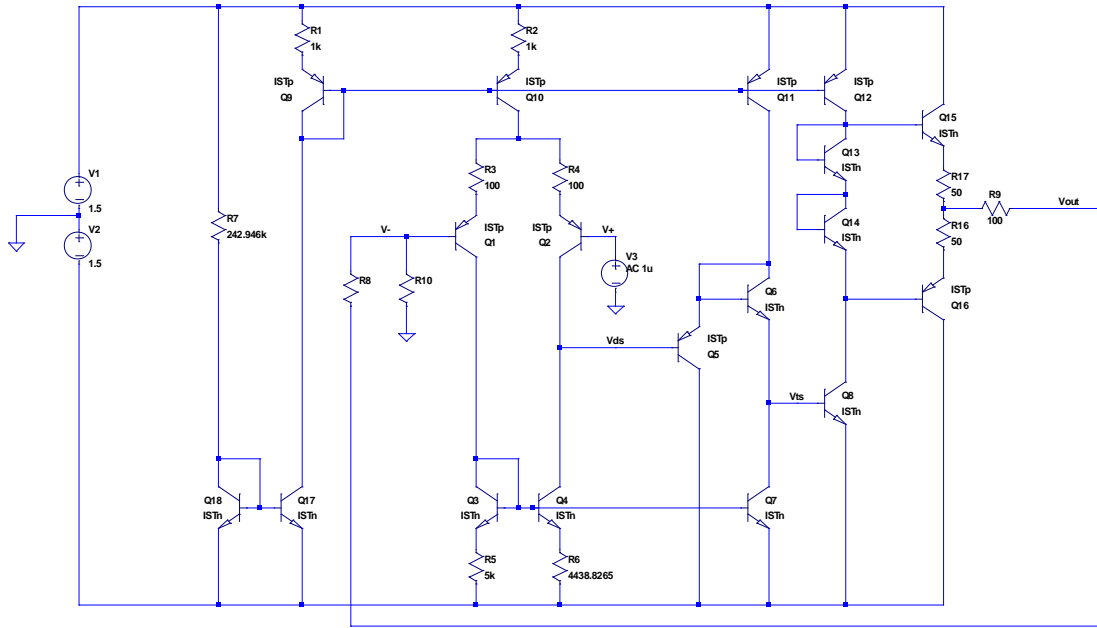 R1
1k
R2
1k
ISTp
Q9
ISTp
Q10
ISTp
Q11
ISTp
Q12
Q15
ISTn
Q13
ISTn
V1
1.5
R3
100
R4
100
R17
50
R9
100
Vout
R7
242.946k
V2
1.5
V-
ISTp
Q1
ISTp
Q2
V+
Q14
ISTn
R16
50
R8
R10
V3
AC 1u
Q6
ISTn
ISTp
Q16
Vds
ISTp
Q5
Vts
Q8
ISTn
Q18
ISTn
Q17
ISTn
Q3
ISTn
Q4
ISTn
Q7
ISTn
R5
5k
R6
4438.8265